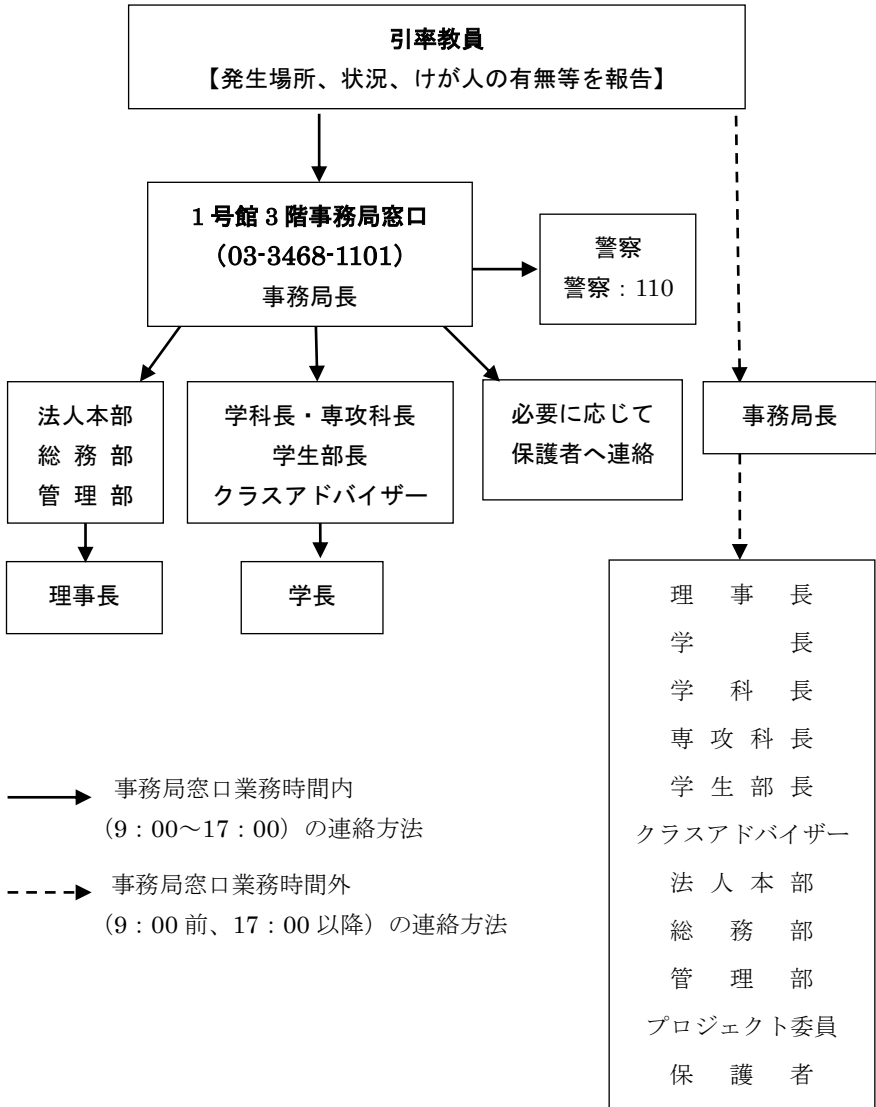 引率教員
【発生場所、状況、けが人の有無等を報告】
1号館3階事務局窓口
（03-3468-1101）
事務局長
警察
警察：110
法人本部
総務部
管理部
学科長・専攻科長
学生部長
クラスアドバイザー
必要に応じて
保護者へ連絡
事務局長
理事長
学長
理事長
学長
学科長
専攻科長
学生部長
クラスアドバイザー
法人本部
総務部
管理部
プロジェクト委員
保護者
事務局窓口業務時間内
（9：00～17：00）の連絡方法
事務局窓口業務時間外
（9：00前、17：00以降）の連絡方法